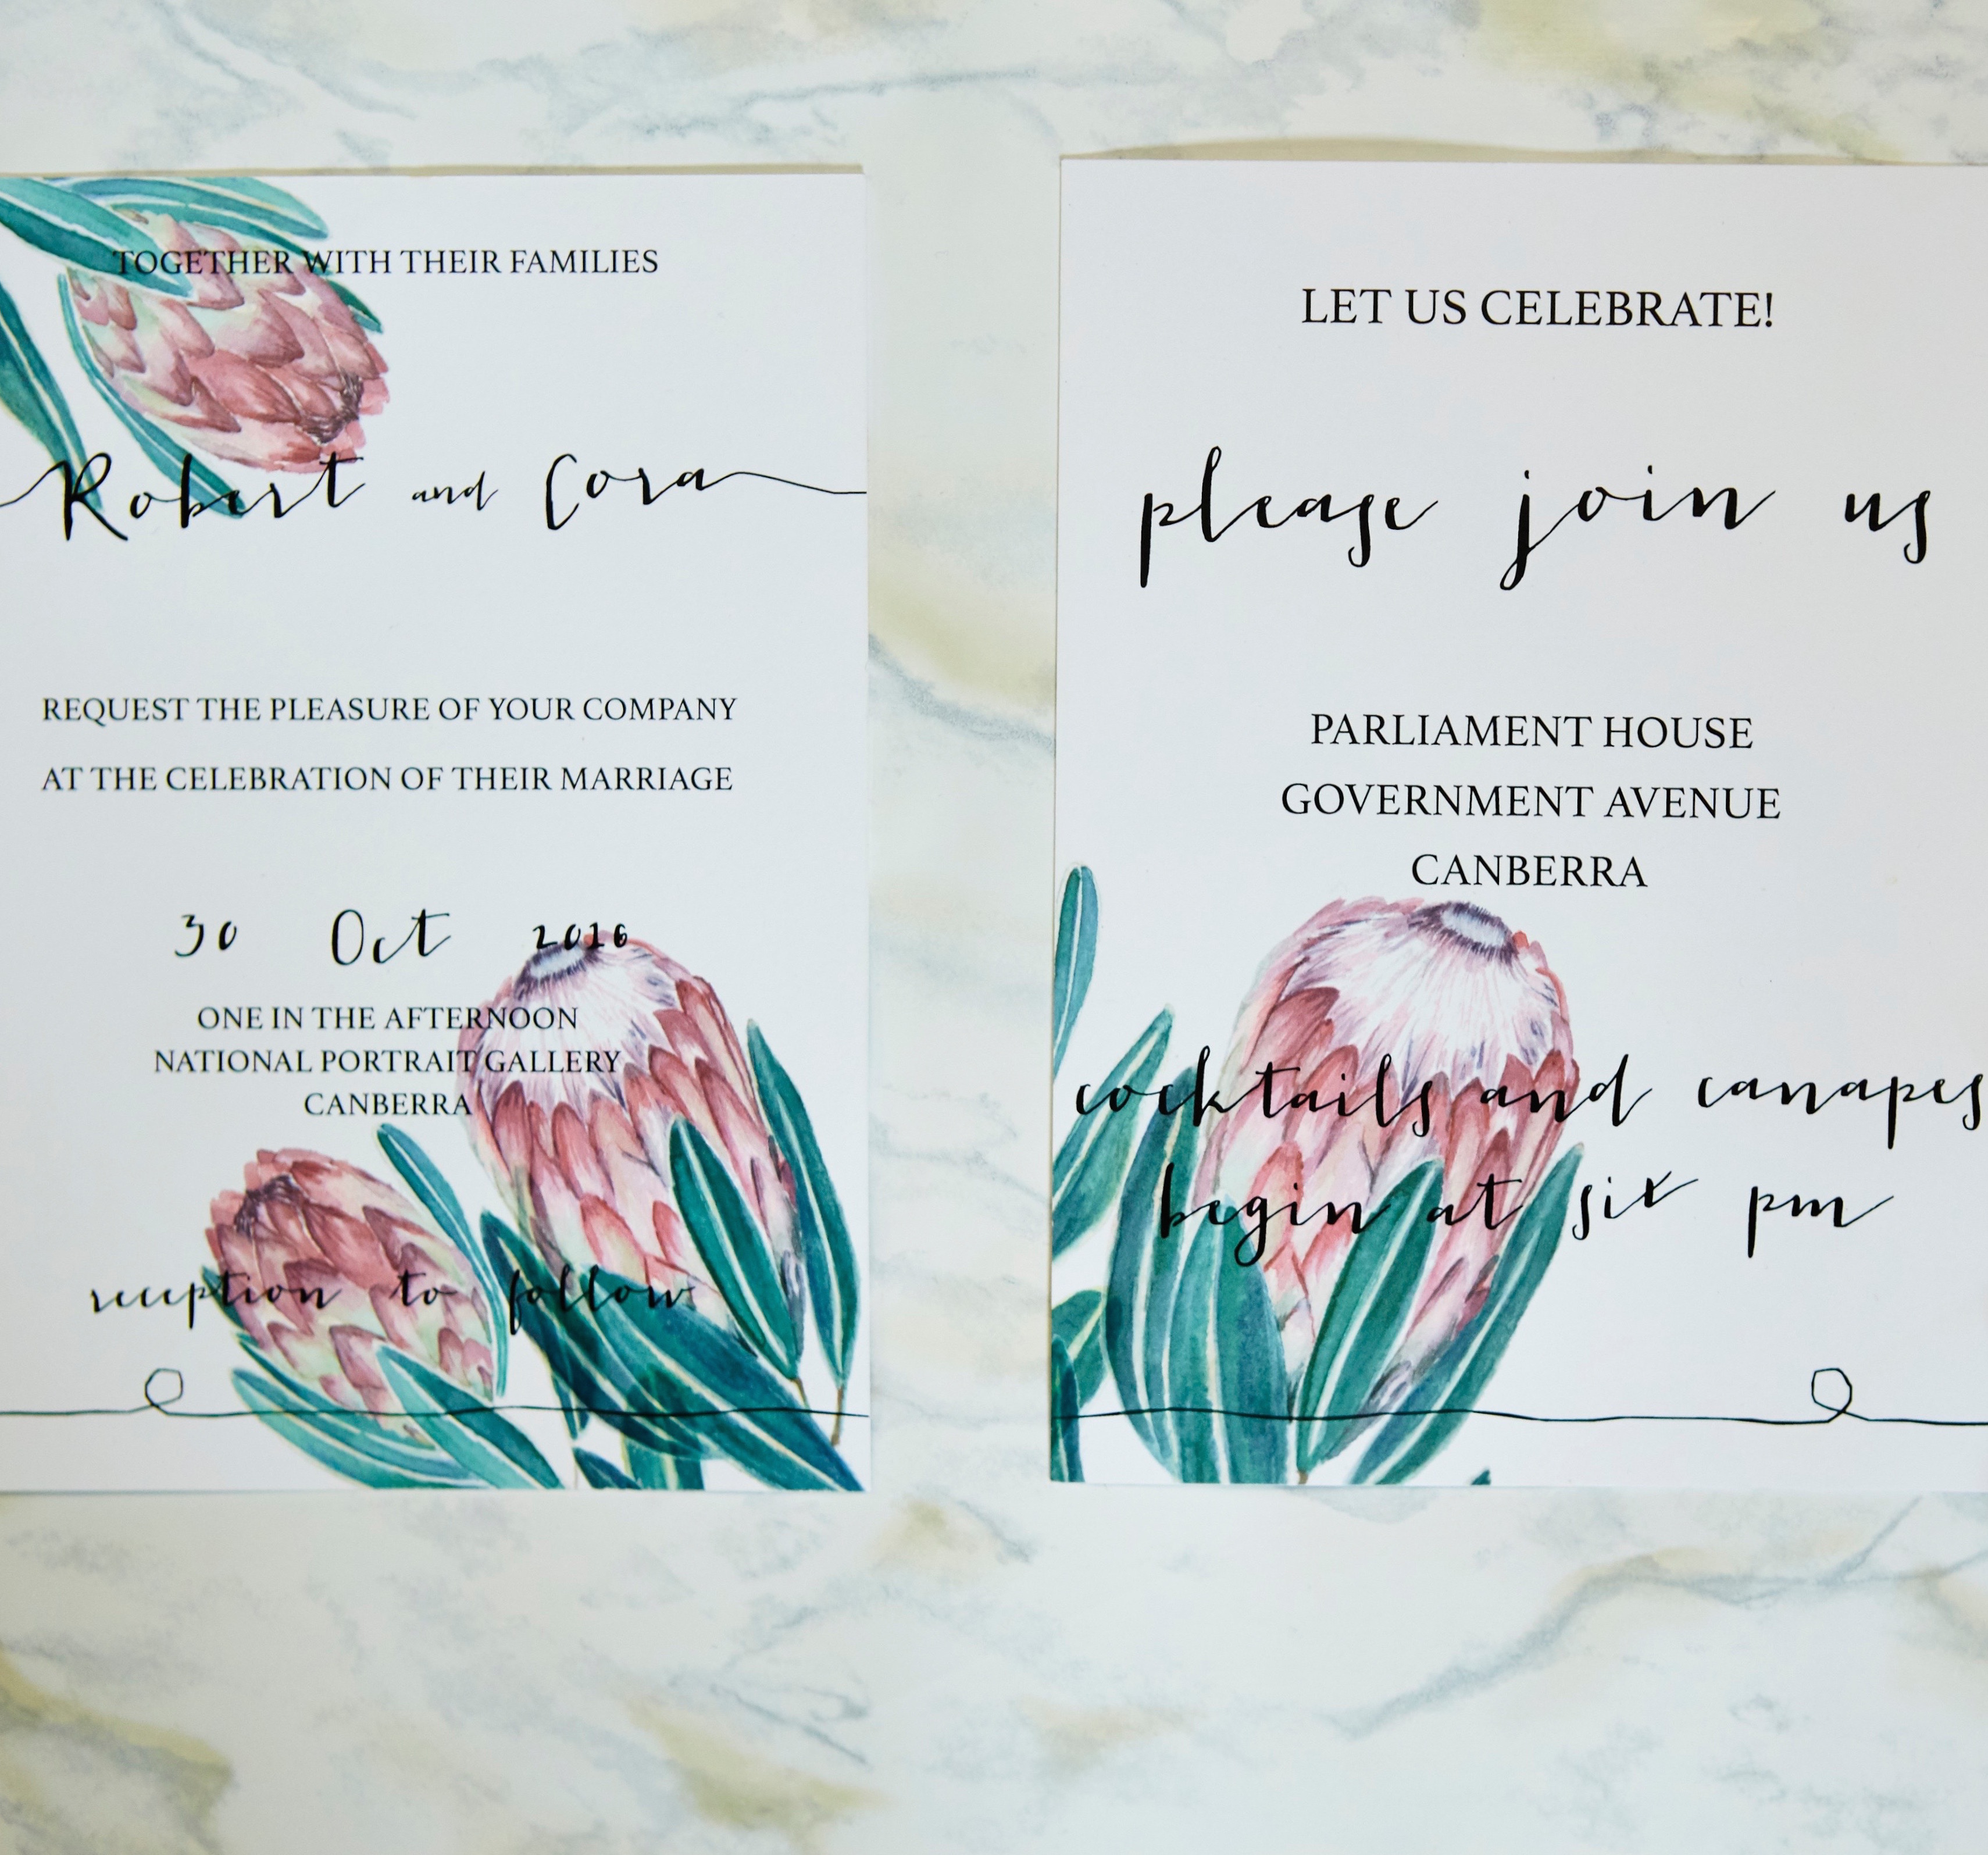 TOGETHER WITH THEIR FAMILIES
Robert and Cora
REQUEST THE PLEASURE OF YOUR COMPANY
AT THE CELEBRATION OF THEIR MARRIAGE
30 Oct 2016
ONE IN THE AFTERNOON
NATIONAL PORTRAIT GALLERY
CANBERRA
reception to follow
LET US CELEBRATE!
please join us
PARLIAMENT HOUSE
GOVERNMENT AVENUE
CANBERRA
cocktails and canapes
begin at six pm